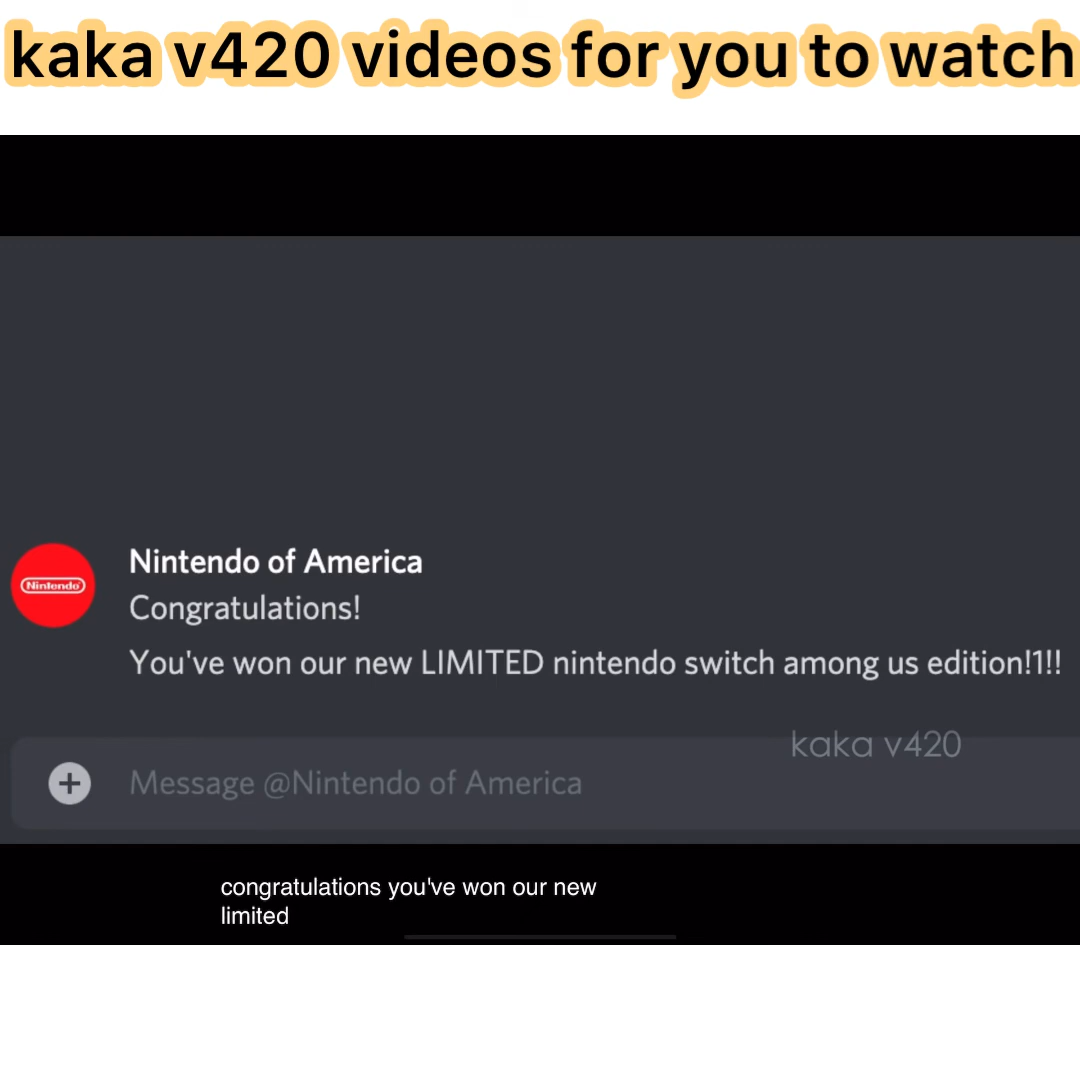 kaka v420 videos for you to watch
Nintendo of America
Nintendo
Congratulations!
You've won our new LIMITED nintendo switch among us edition!1!!
kaka v420
Message @Nintendo of America
congratulations you've won our new
limited